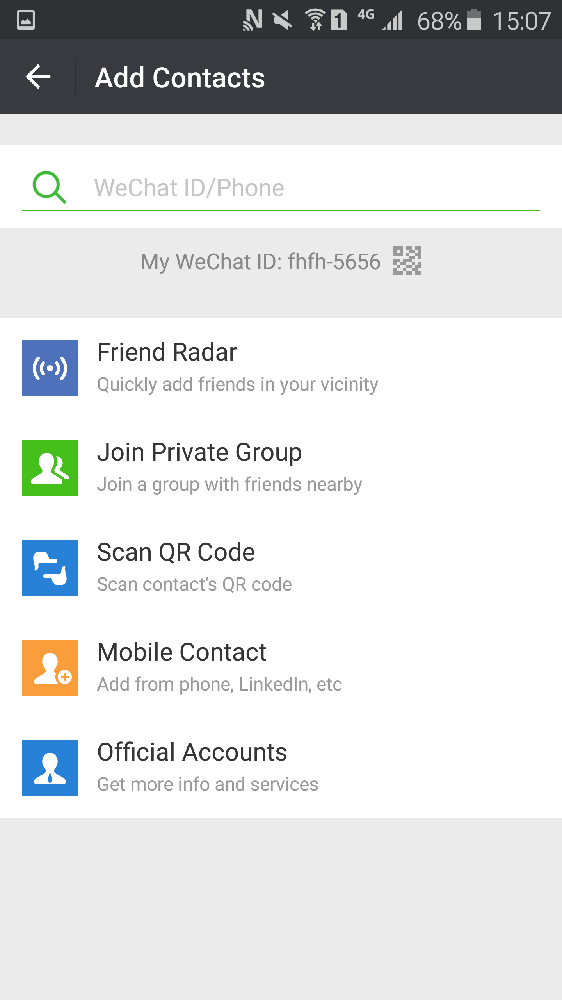 1 4G 68% 15:07
Add Contacts
WeChat ID/Phone
My WeChat ID: fhfh-5656
Friend Radar
Quickly add friends in your vicinity
Join Private Group
Join a group with friends nearby
Scan QR Code
Scan contact's QR code
Mobile Contact
Add from phone, LinkedIn, etc
Official Accounts
Get more info and services